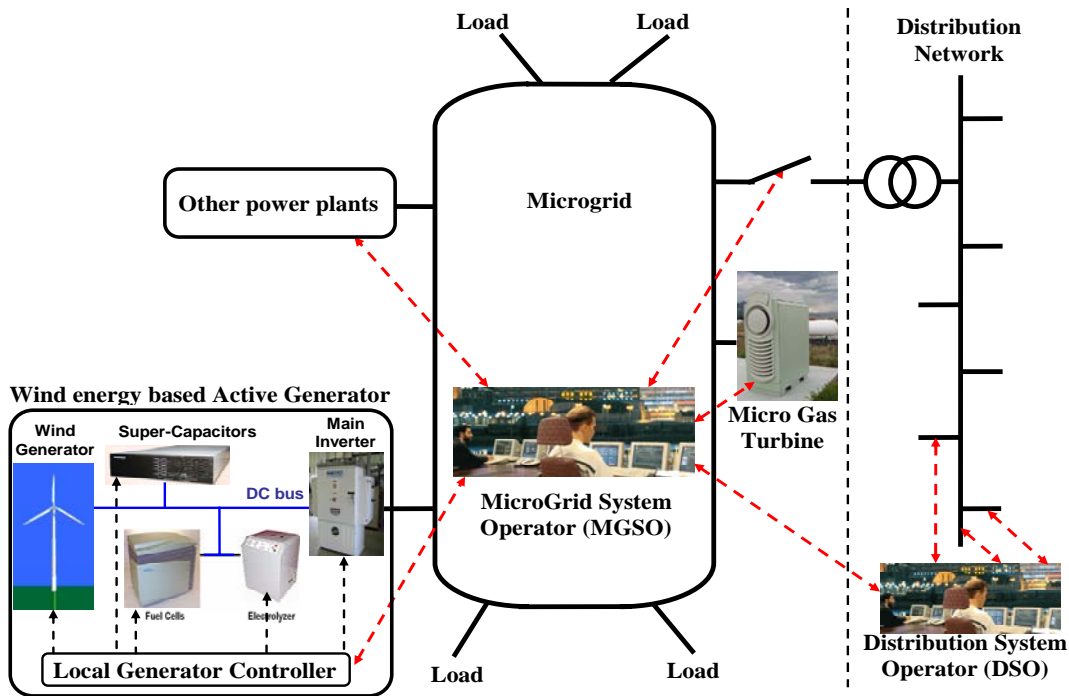 Load
Load
Distribution
Network
Other power plants
Microgrid
Wind energy based Active Generator
Wind
Generator
Super-Capacitors
Main
Inverter
DC bus
Fuel Cells
Electrolyzer
Local Generator Controller
MicroGrid System
Operator (MGSO)
Micro Gas
Turbine
Load
Load
Distribution System
Operator (DSO)